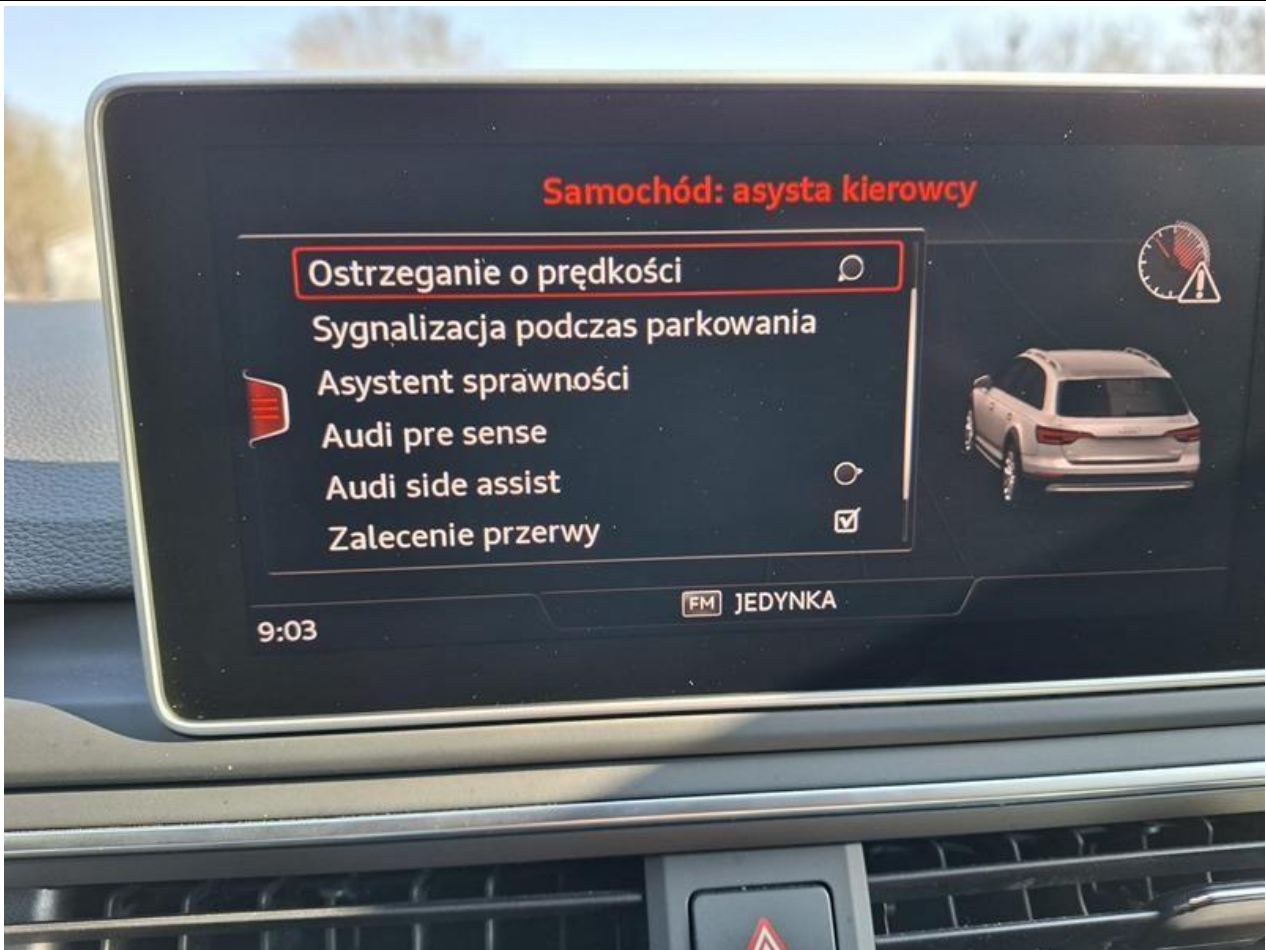 Samochód: asysta kierowcy
Ostrzeganie o prędkości
Sygnalizacja podczas parkowania
Asystent sprawności
Audi pre sense
Audi side assist
Zalecenie przerwy
FM JEDYNKA
9:03